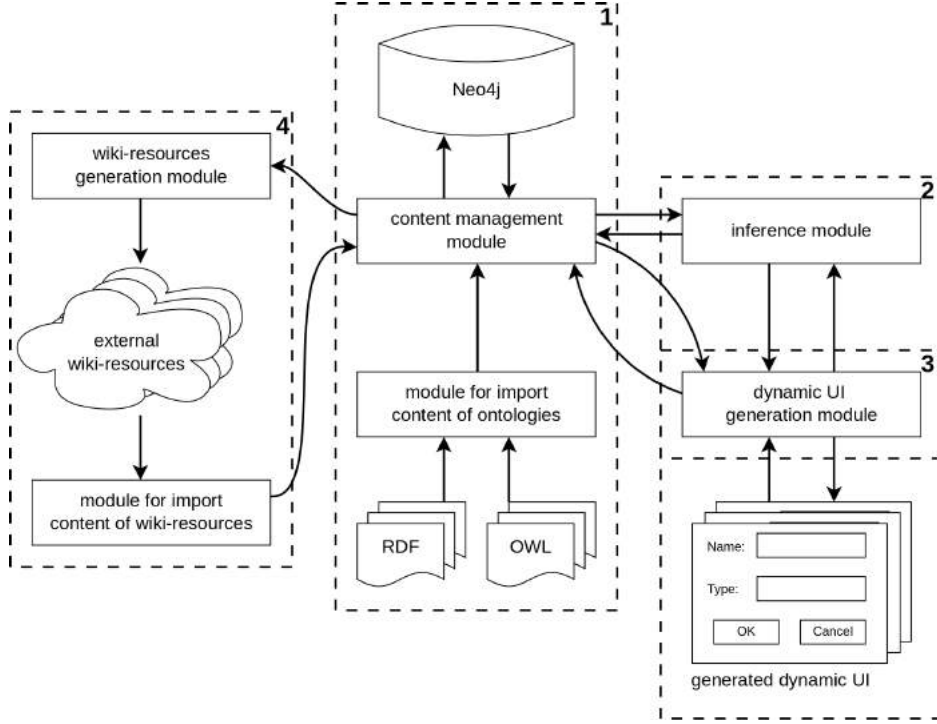 1
Neo4j
4
wiki-resources
generation module
content management
module
2
inference module
external
wiki-resources
3
module for import
content of ontologies
dynamic UI
generation module
module for import
content of wiki-resources
RDF
OWL
Name:
Type:
OK
Cancel
generated dynamic UI